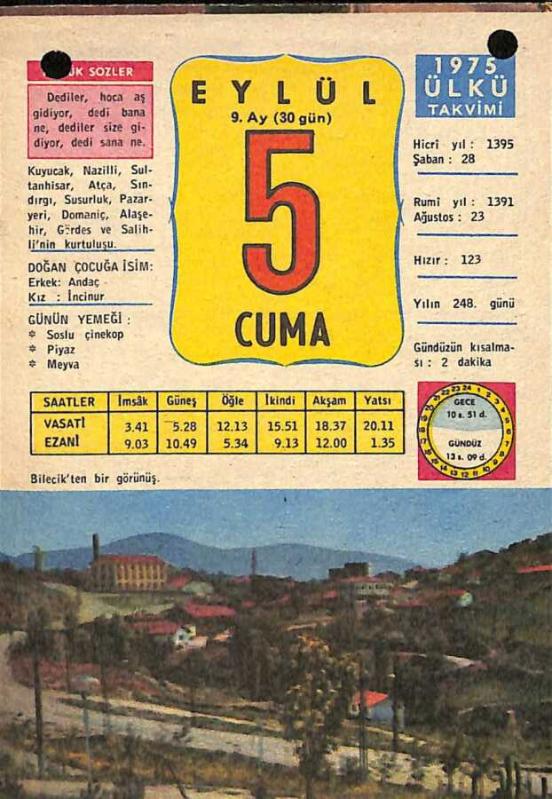 ÜK SOZLER
Dediler, hoca aş
gidiyor, dedi bana
ne, dediler size gi-
diyor, dedi sana ne.
Kuyucak, Nazilli, Sul-
tanhisar, Atça, Sın-
dırgı, Susurluk, Pazar-
yeri, Domaniç, Alaşe-
hir, Gördes ve Salih-
li'nin kurtuluşu.
DOĞAN ÇOCUĞA İSİM:
Erkek: Andaç
Kız : İncinur
GÜNÜN YEMEĞİ :
* Soslu çinekop
* Piyaz
* Meyva
EYLÜL
9. Ay (30 gün)
5
CUMA
1975
ÜLKÜ
TAKVİMİ
Hicrî yıl : 1395
Şaban : 28
Rumî yıl : 1391
Ağustos : 23
Hızır : 123
Yılın 248. günü
Gündüzün kısalma-
sı : 2 dakika
SAATLER İmsâk Güneş Öğle İkindi Akşam Yatsı
VASATİ 3.41 5.28 12.13 15.51 18.37 20.11
EZANİ 9.03 10.49 5.34 9.13 12.00 1.35
GECE
10 s. 51 d.
GÜNDÜZ
13 s. 09 d.
Bilecik'ten bir görünüş.